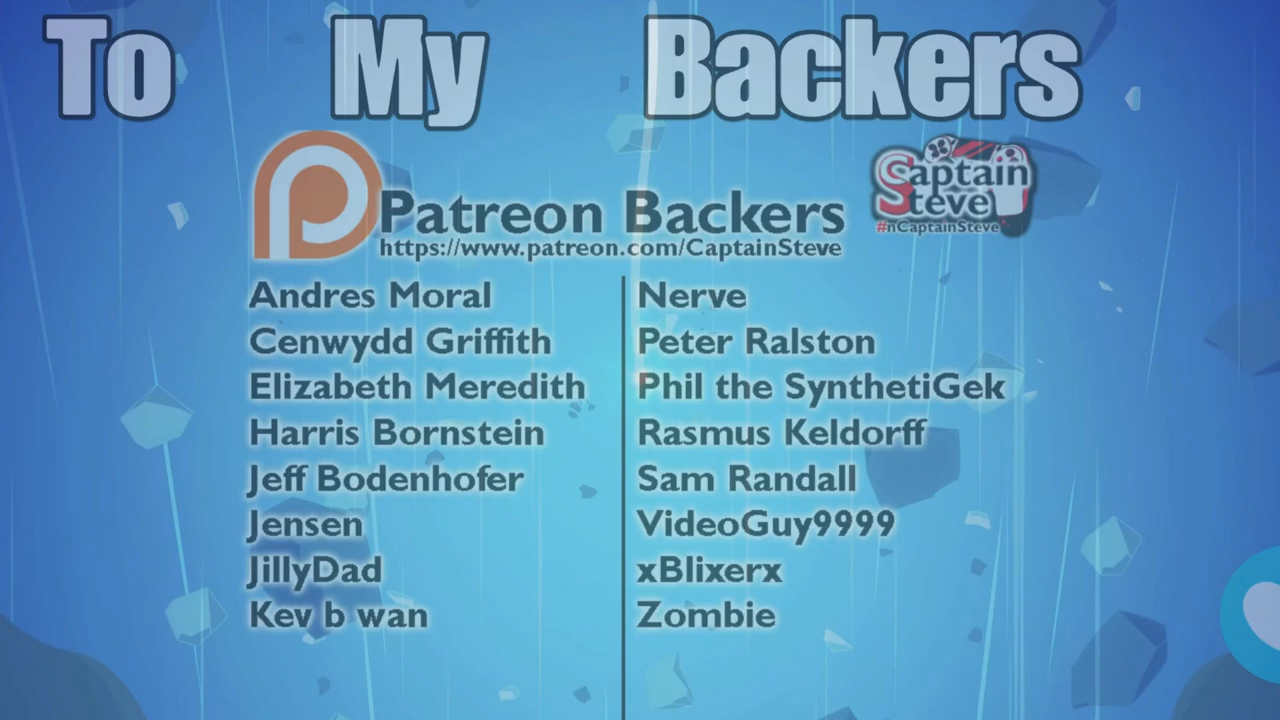 To My Backers
Patreon Backers
https://www.patreon.com/CaptainSteve
Captain
Steve
#nCaptainSteve
Andres Moral
Cenwydd Griffith
Elizabeth Meredith
Harris Bornstein
Jeff Bodenhofer
Jensen
JillyDad
Kev b wan
Nerve
Peter Ralston
Phil the SynthetiGek
Rasmus Keldorff
Sam Randall
VideoGuy9999
xBlixerx
Zombie